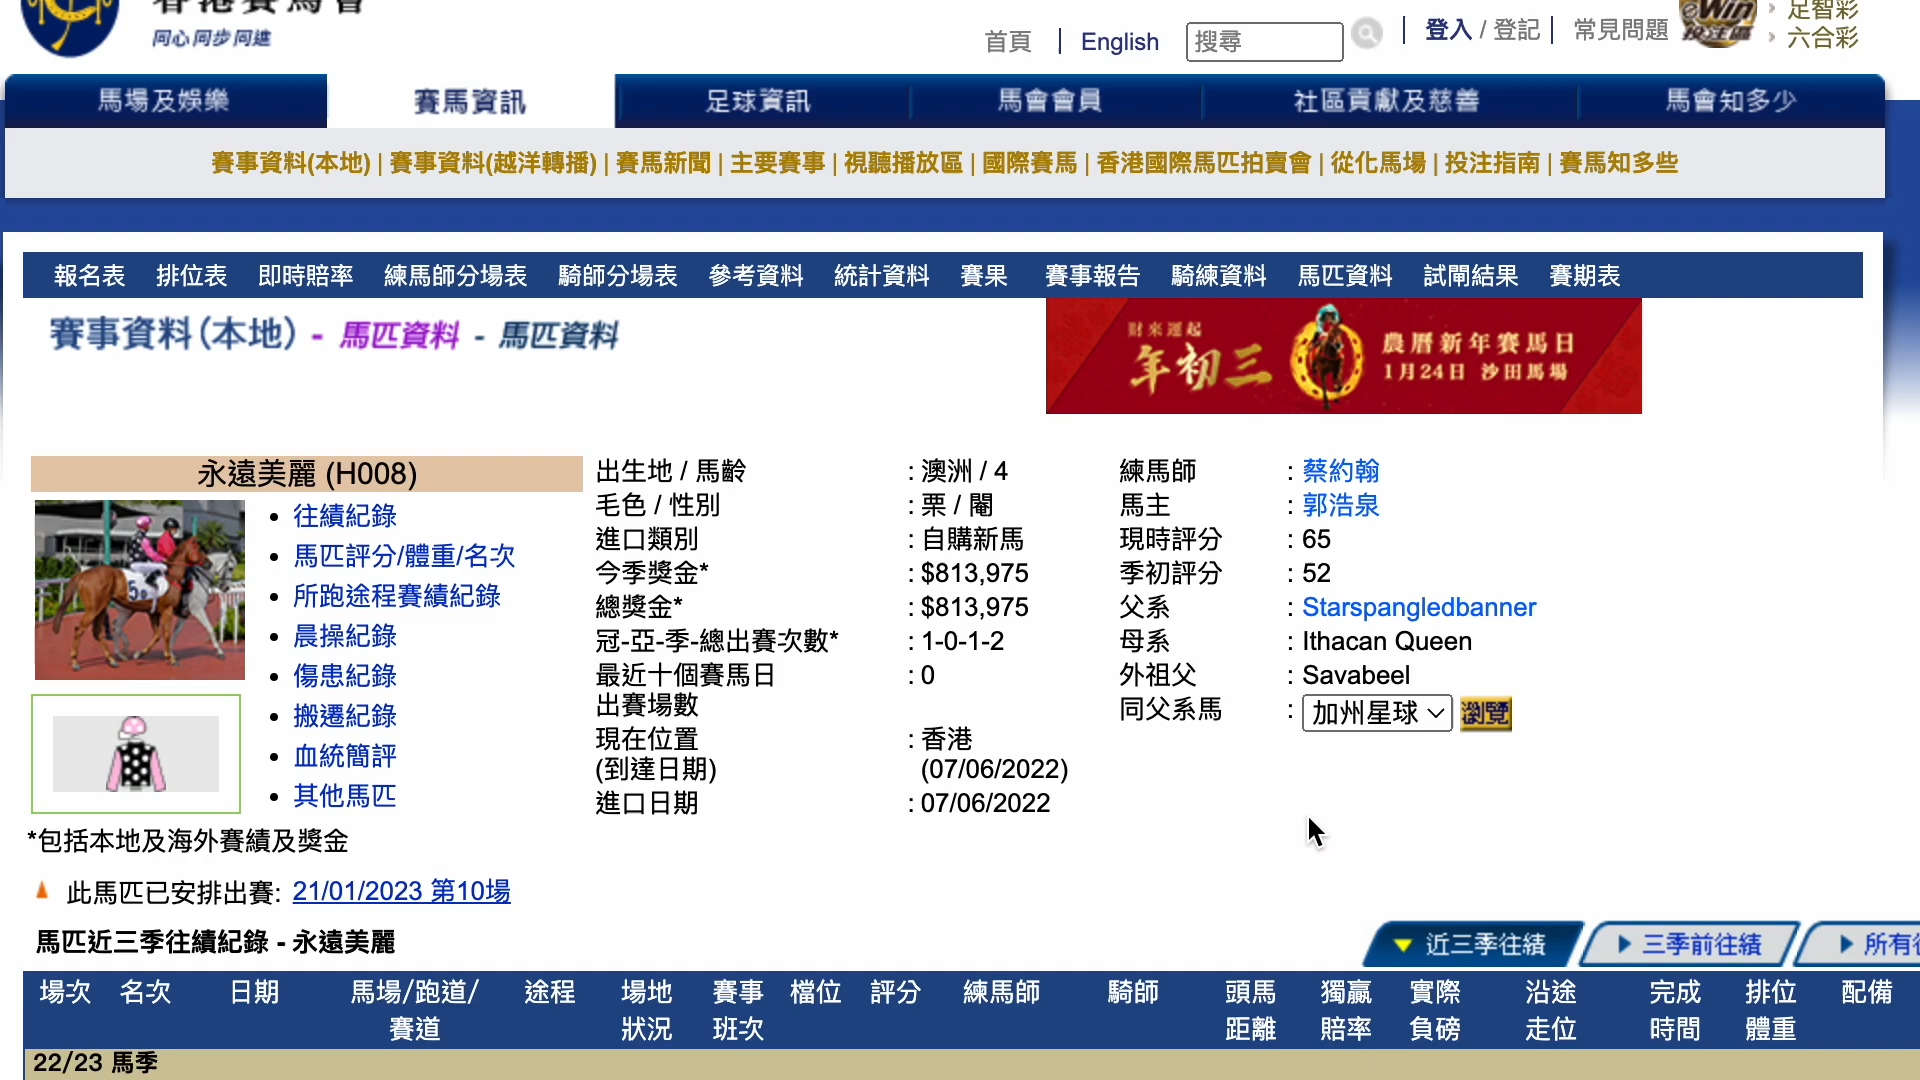 香港賽馬會
同心同步同進
首頁 | English 搜尋 | 登入 / 登記 | 常見問題
eWin 投注區
足智彩
六合彩
馬場及娛樂 賽馬資訊 足球資訊 馬會會員 社區貢獻及慈善 馬會知多少
賽事資料(本地) | 賽事資料(越洋轉播) | 賽馬新聞 | 主要賽事 | 視聽播放區 | 國際賽馬 | 香港國際馬匹拍賣會 | 從化馬場 | 投注指南 | 賽馬知多些
報名表 排位表 即時賠率 練馬師分場表 騎師分場表 參考資料 統計資料 賽果 賽事報告 騎練資料 馬匹資料 試閘結果 賽期表
賽事資料(本地) - 馬匹資料 - 馬匹資料
財來運起
年初三
農曆新年賽馬日
1月24日 沙田馬場
永遠美麗 (H008)
往績紀錄
馬匹評分/體重/名次
所跑途程賽績紀錄
晨操紀錄
傷患紀錄
搬遷紀錄
血統簡評
其他馬匹
出生地 / 馬齡 : 澳洲 / 4
毛色 / 性別 : 栗 / 閹
進口類別 : 自購新馬
今季獎金* : $813,975
總獎金* : $813,975
冠-亞-季-總出賽次數* : 1-0-1-2
最近十個賽馬日 : 0
出賽場數
現在位置 : 香港
(到達日期) (07/06/2022)
進口日期 : 07/06/2022
練馬師 : 蔡約翰
馬主 : 郭浩泉
現時評分 : 65
季初評分 : 52
父系 : Starspangledbanner
母系 : Ithacan Queen
外祖父 : Savabeel
同父系馬 : 加州星球 瀏覽
*包括本地及海外賽績及獎金
此馬匹已安排出賽: 21/01/2023 第10場
馬匹近三季往績紀錄 - 永遠美麗
近三季往績 三季前往績 所有
場次 名次 日期 馬場/跑道/ 途程 場地 賽事 檔位 評分 練馬師 騎師 頭馬 獨贏 實際 沿途 完成 排位 配備
賽道 狀況 班次 距離 賠率 負磅 走位 時間 體重
22/23 馬季